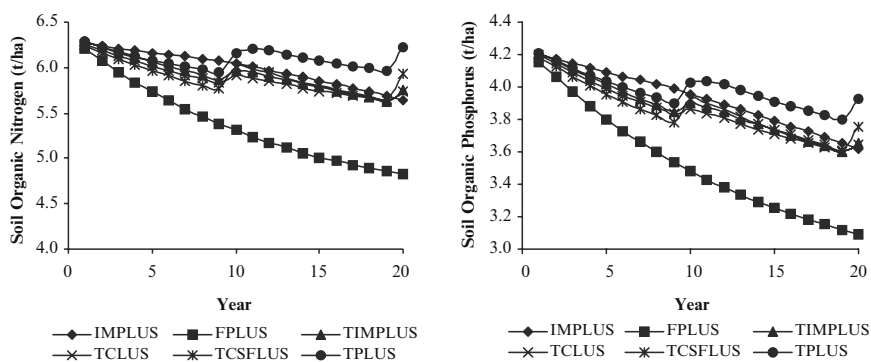 Soil Organic Nitrogen (t/ha)
6.5
6.0
5.5
5.0
4.5
4.0
0 5 10 15 20
Year
IMPLUS FPLUS TIMPLUS
TCLUS TCSFLUS TPLUS
Soil Organic Phosphorus (t/ha)
4.4
4.2
4.0
3.8
3.6
3.4
3.2
3.0
0 5 10 15 20
Year
IMPLUS FPLUS TIMPLUS
TCLUS TCSFLUS TPLUS